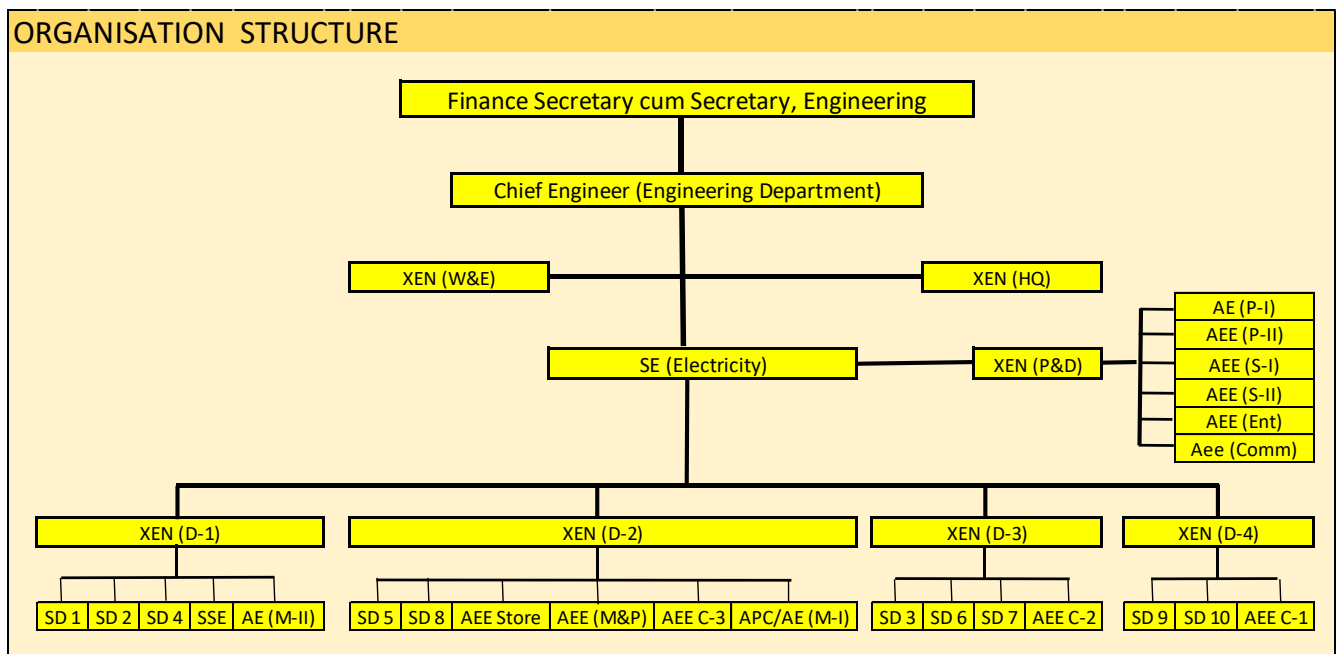 ORGANISATION STRUCTURE
Finance Secretary cum Secretary, Engineering
Chief Engineer (Engineering Department)
XEN (W&E)
XEN (HQ)
SE (Electricity)
XEN (P&D)
AE (P-I)
AEE (P-II)
AEE (S-I)
AEE (S-II)
AEE (Ent)
Aee (Comm)
XEN (D-1)
XEN (D-2)
XEN (D-3)
XEN (D-4)
SD 1
SD 2
SD 4
SSE
AE (M-II)
SD 5
SD 8
AEE Store
AEE (M&P)
AEE C-3
APC/AE (M-I)
SD 3
SD 6
SD 7
AEE C-2
SD 9
SD 10
AEE C-1